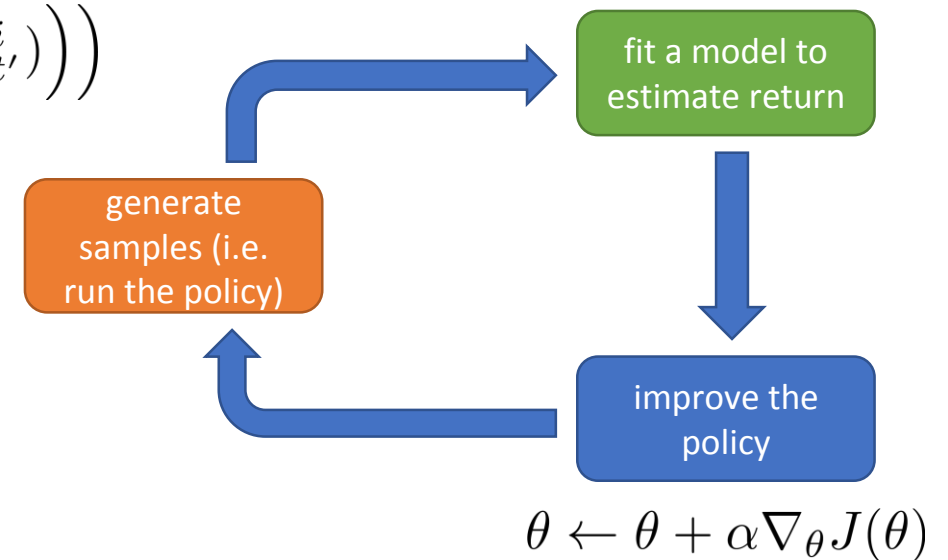 i
t′)))
fit a model to
estimate return
generate
samples (i.e.
run the policy)
improve the
policy
θ ← θ + α∇θJ(θ)